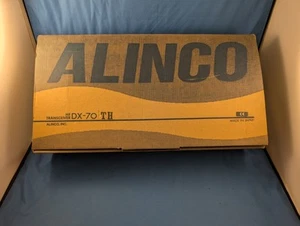 ALINCO
TRANSCEIVER DX-70 TH
ALINCO, INC.
MADE IN JAPAN